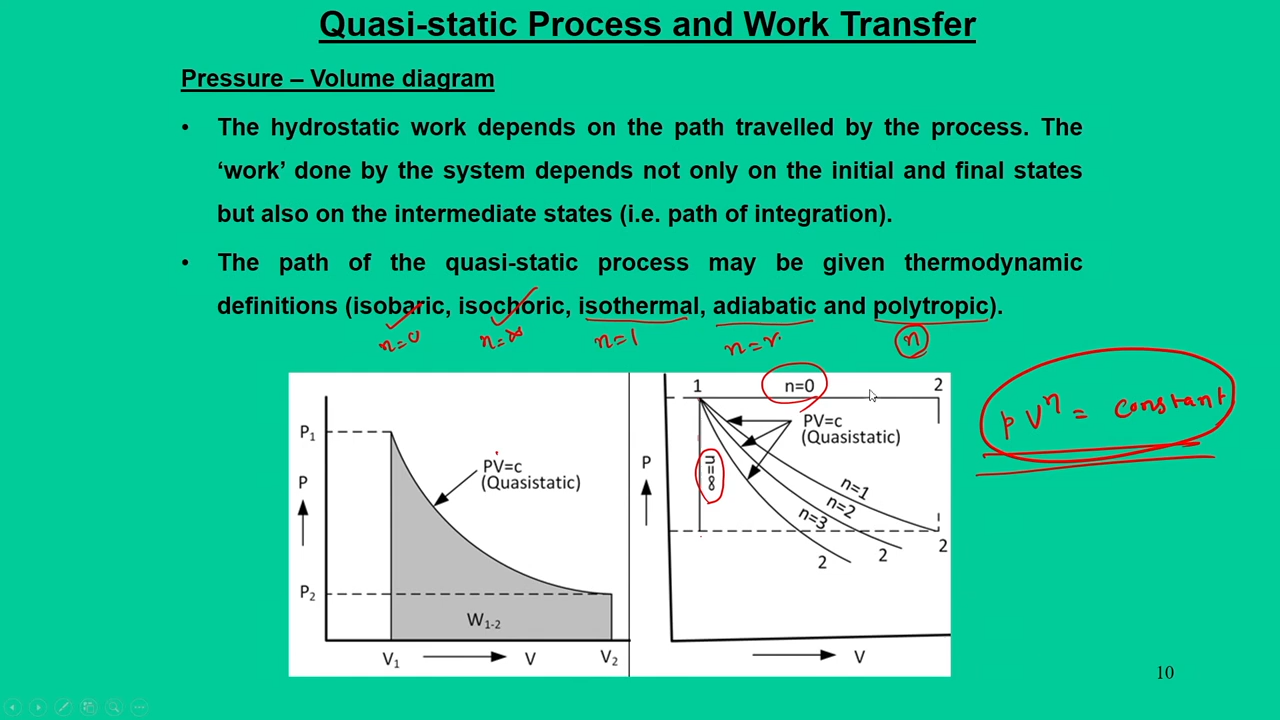 Quasi-static Process and Work Transfer
Pressure – Volume diagram
• The hydrostatic work depends on the path travelled by the process. The
‘work’ done by the system depends not only on the initial and final states
but also on the intermediate states (i.e. path of integration).
• The path of the quasi-static process may be given thermodynamic
definitions (isobaric, isochoric, isothermal, adiabatic and polytropic).
n=0 n=∞ n=1 n=r n
P1
P
P2
PV=c
(Quasistatic)
W1-2
V1 V V2
1 n=0 2
PV=c
(Quasistatic)
P
n=∞
n=1
n=2
n=3
2 2 2
V
pVⁿ = constant
10